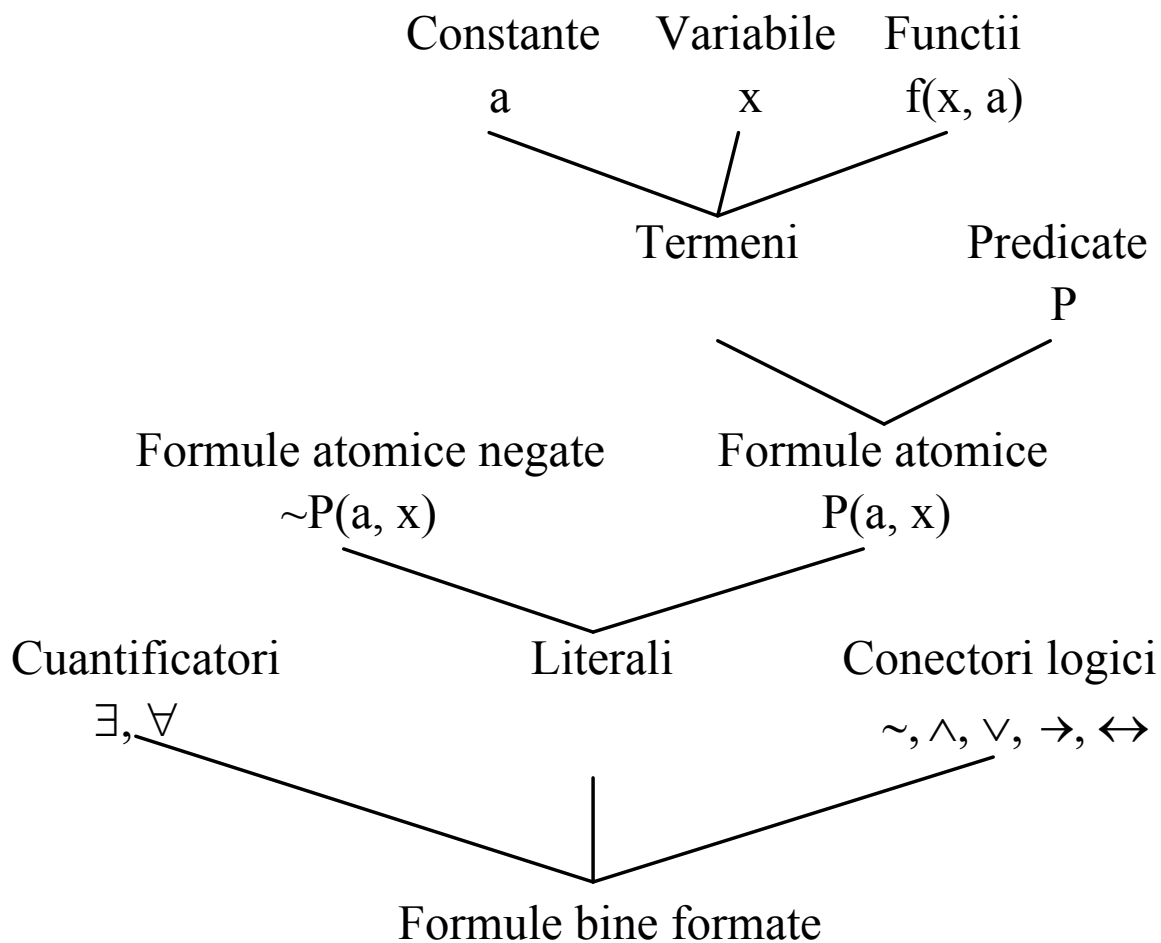 Constante Variabile Functii
a x f(x, a)
Termeni Predicate
P
Formule atomice negate Formule atomice
~P(a, x) P(a, x)
Cuantificatori Literali Conectori logici
∃, ∀ ~, ∧, ∨, →, ↔
Formule bine formate